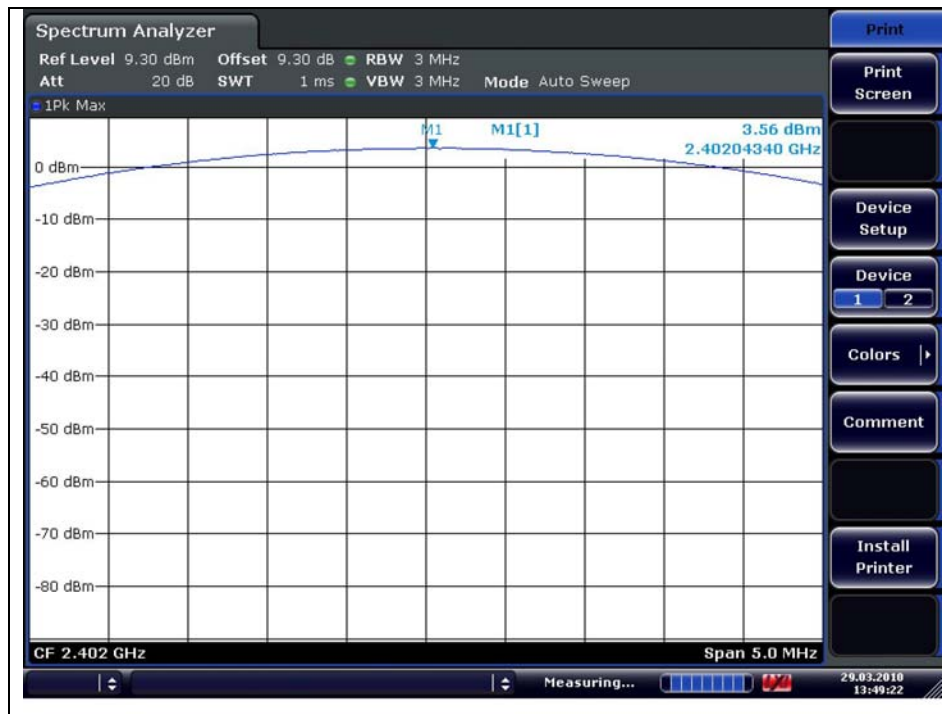 Spectrum Analyzer
Ref Level 9.30 dBm Offset 9.30 dB RBW 3 MHz
Att 20 dB SWT 1 ms VBW 3 MHz Mode Auto Sweep
1Pk Max
M1 M1[1] 3.56 dBm
2.40204340 GHz
0 dBm
-10 dBm
-20 dBm
-30 dBm
-40 dBm
-50 dBm
-60 dBm
-70 dBm
-80 dBm
CF 2.402 GHz Span 5.0 MHz
Measuring...
29.03.2010
13:49:22
Print
Print
Screen
Device
Setup
Device
1 2
Colors
Comment
Install
Printer